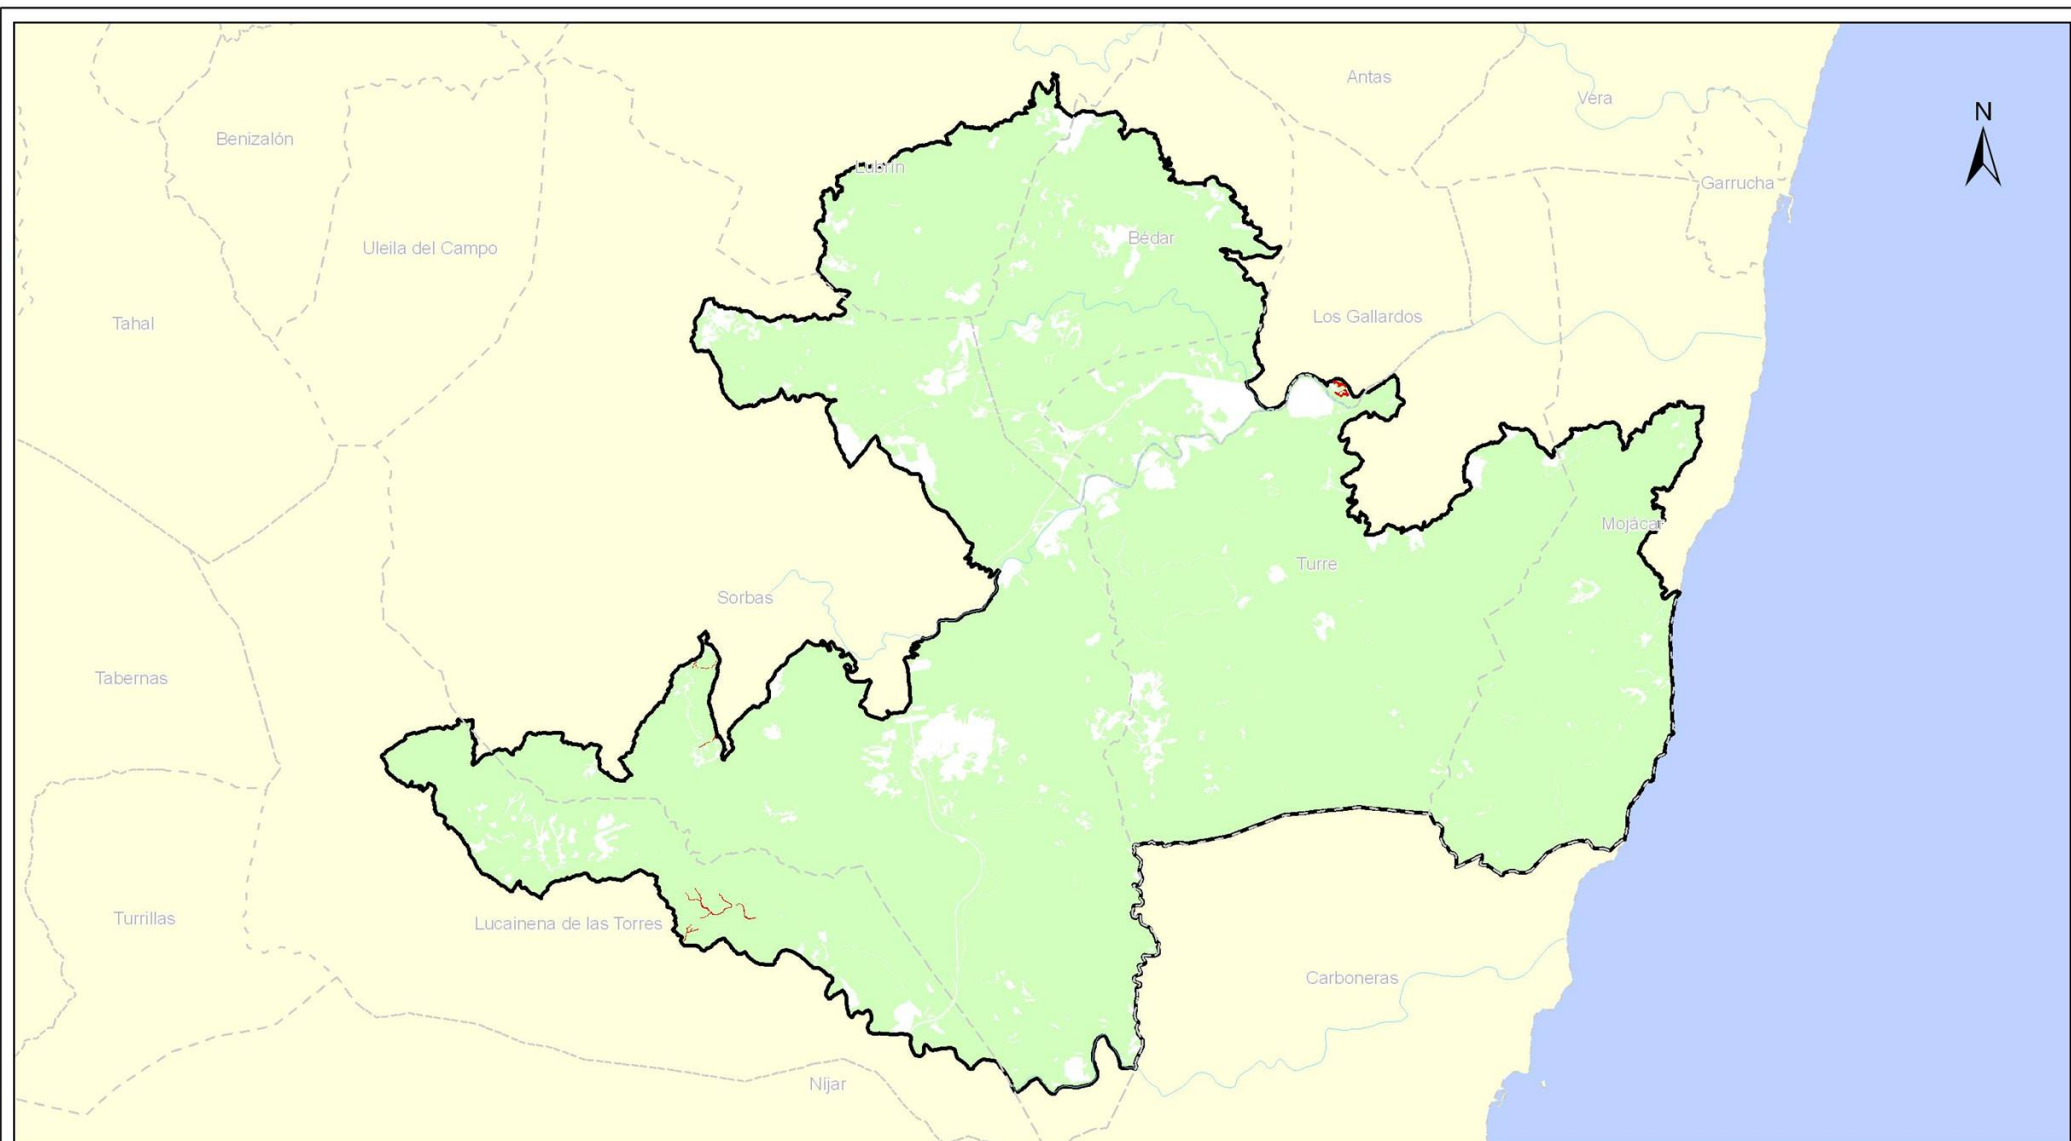 Antas
Vera
N
Benizalón
Lubrín
Garrucha
Bédar
Uleila del Campo
Los Gallardos
Tahal
Mojácar
Turre
Sorbas
Tabernas
Turrillas
Lucainena de las Torres
Carboneras
Níjar